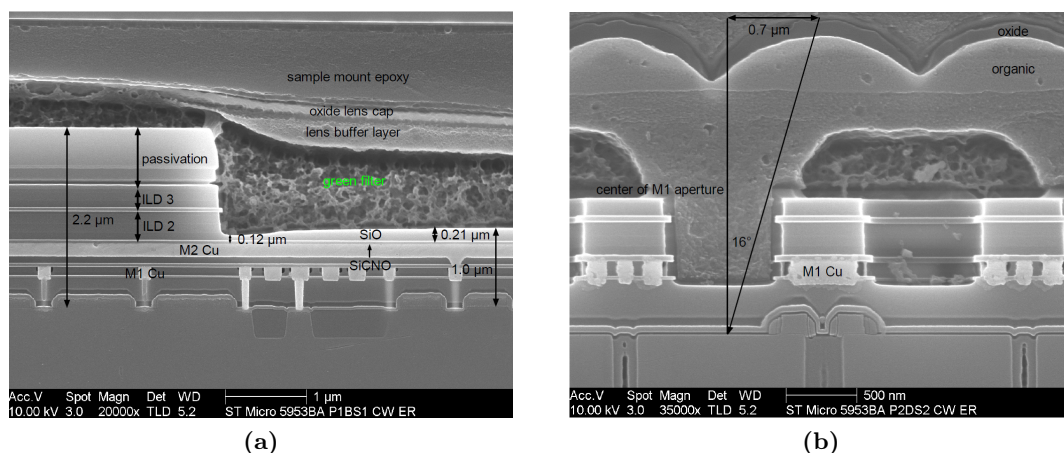 sample mount epoxy
oxide lens cap
lens buffer layer
passivation
green filter
ILD 3
2.2 µm
ILD 2
SiO
0.12 µm
0.21 µm
M2 Cu
SiCNO
M1 Cu
1.0 µm
Acc.V Spot Magn Det WD
10.00 kV 3.0 20000x TLD 5.2
1 µm
ST Micro 5953BA P1BS1 CW ER
(a)
0.7 µm
oxide
organic
center of M1 aperture
16°
M1 Cu
Acc.V Spot Magn Det WD
10.00 kV 3.0 35000x TLD 5.2
500 nm
ST Micro 5953BA P2DS2 CW ER
(b)